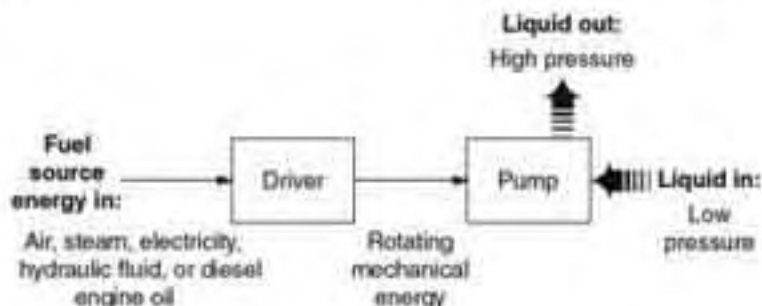 Liquid out:
High pressure
Fuel
source
energy in:
Driver
Pump
Liquid in:
Low
pressure
Air, steam, electricity,
hydraulic fluid, or diesel
engine oil
Rotating
mechanical
energy